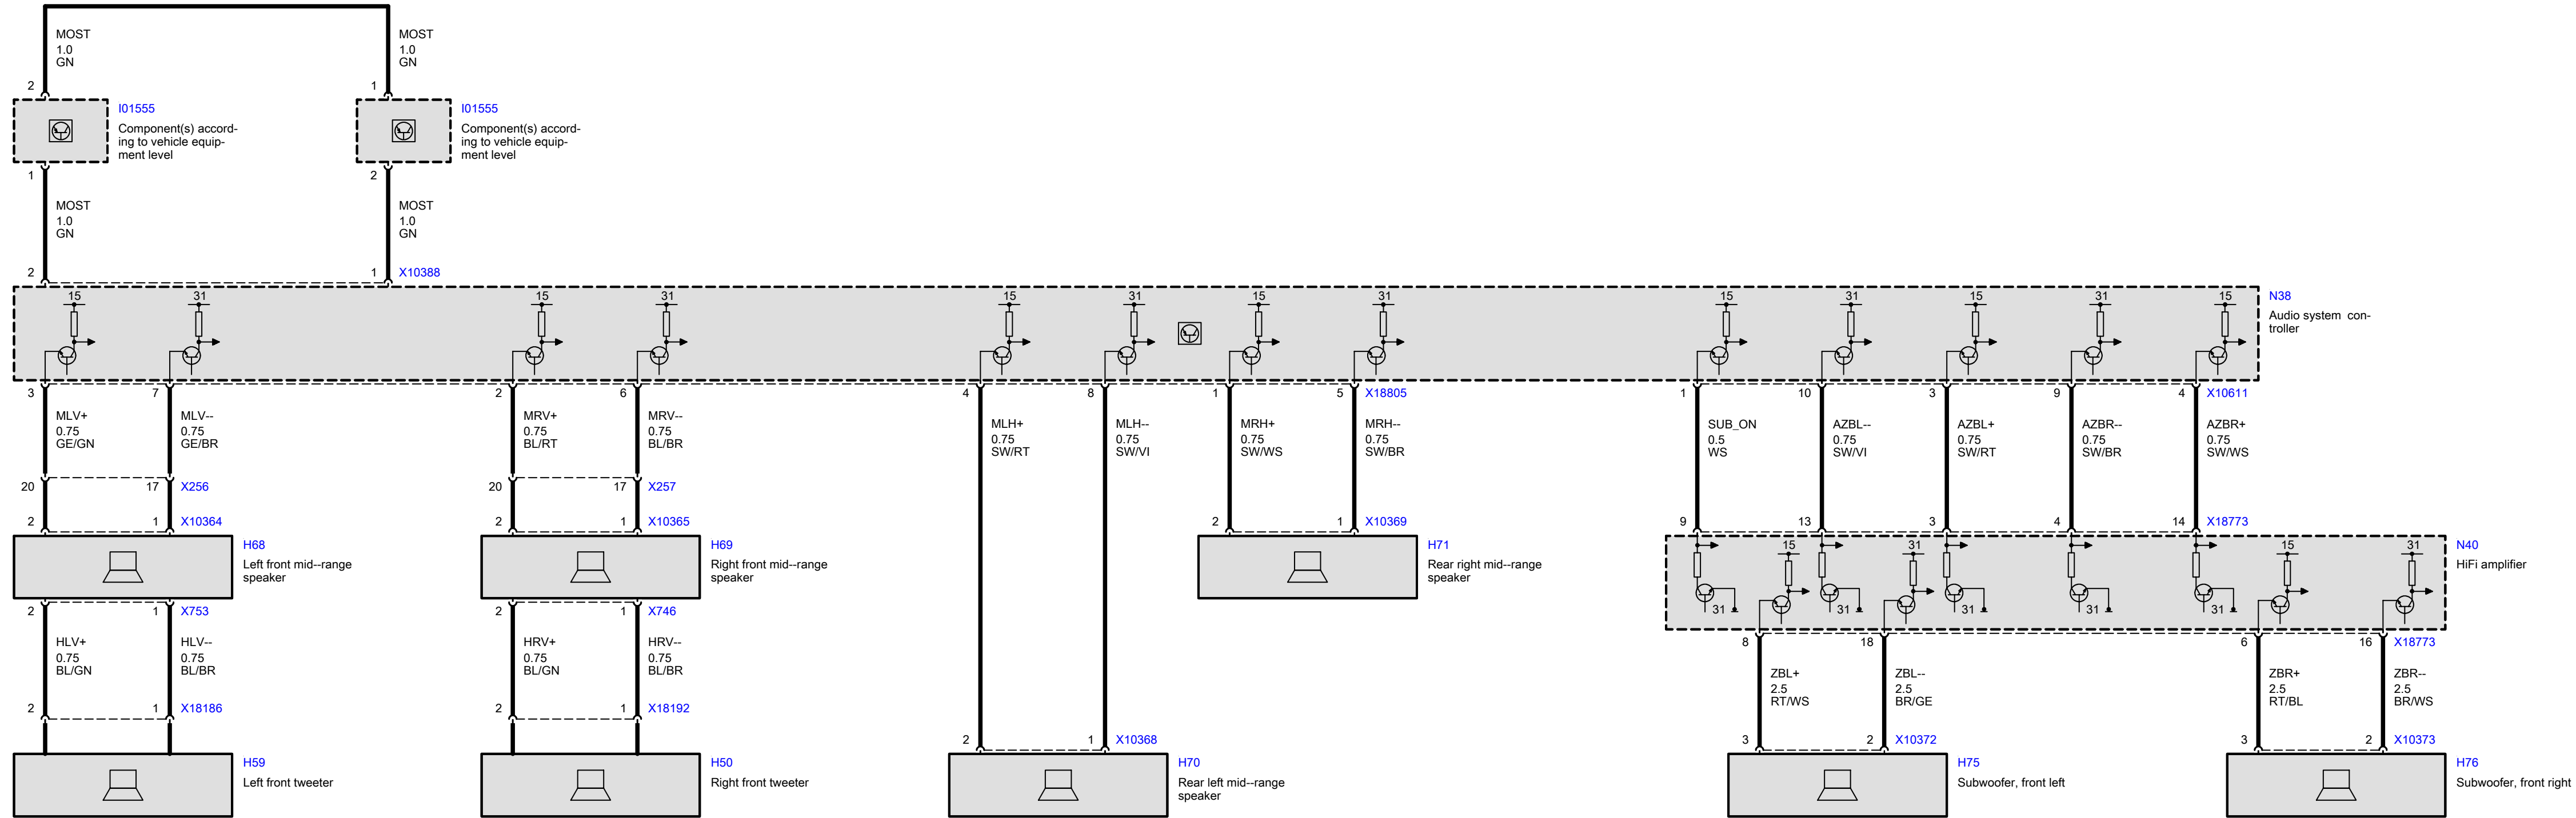 MOST
1.0
GN
MOST
1.0
GN
2
1
I01555
Component(s) accord-
ing to vehicle equip-
ment level
I01555
Component(s) accord-
ing to vehicle equip-
ment level
1
2
MOST
1.0
GN
MOST
1.0
GN
2
1
X10388
15
31
15
31
15
31
15
31
15
31
15
31
15
N38
Audio system con-
troller
3
7
2
6
4
8
1
5
X18805
1
10
3
9
4
X10611
MLV+
0.75
GE/GN
MLV--
0.75
GE/BR
MRV+
0.75
BL/RT
MRV--
0.75
BL/BR
MLH+
0.75
SW/RT
MLH--
0.75
SW/VI
MRH+
0.75
SW/WS
MRH--
0.75
SW/BR
SUB_ON
0.5
WS
AZBL--
0.75
SW/VI
AZBL+
0.75
SW/RT
AZBR--
0.75
SW/BR
AZBR+
0.75
SW/WS
20
17
X256
20
17
X257
2
1
X10364
2
1
X10365
2
1
X10369
9
13
3
4
14
X18773
H68
Left front mid--range
speaker
H69
Right front mid--range
speaker
H71
Rear right mid--range
speaker
15
31
15
31
31
31
31
31
31
N40
HiFi amplifier
2
1
X753
2
1
X746
8
18
6
16
X18773
HLV+
0.75
BL/GN
HLV--
0.75
BL/BR
HRV+
0.75
BL/GN
HRV--
0.75
BL/BR
ZBL+
2.5
RT/WS
ZBL--
2.5
BR/GE
ZBR+
2.5
RT/BL
ZBR--
2.5
BR/WS
2
1
X18186
2
1
X18192
2
1
X10368
3
2
X10372
3
2
X10373
H59
Left front tweeter
H50
Right front tweeter
H70
Rear left mid--range
speaker
H75
Subwoofer, front left
H76
Subwoofer, front right